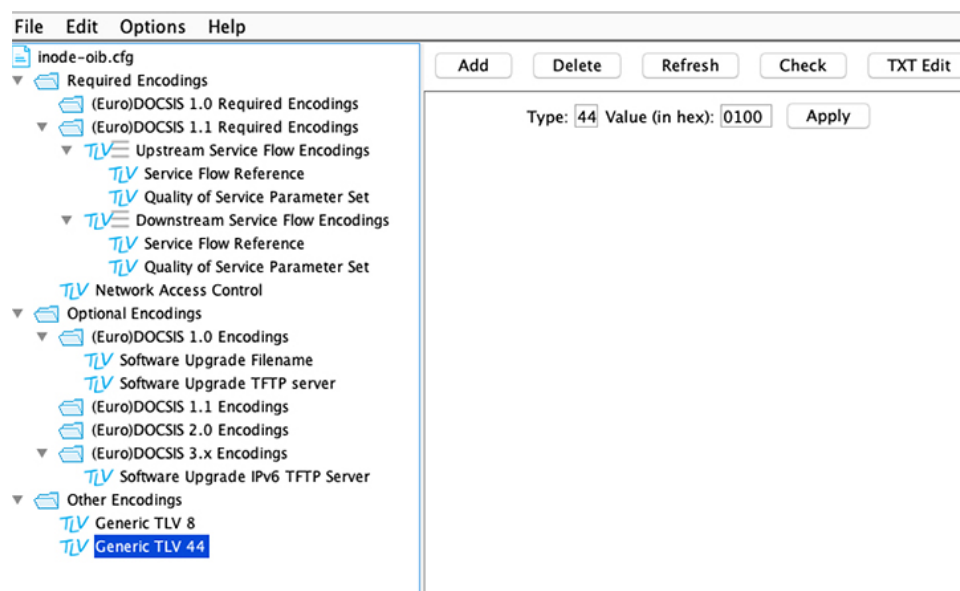 File Edit Options Help
inode-oib.cfg
Required Encodings
(Euro)DOCSIS 1.0 Required Encodings
(Euro)DOCSIS 1.1 Required Encodings
TLV Upstream Service Flow Encodings
TLV Service Flow Reference
TLV Quality of Service Parameter Set
TLV Downstream Service Flow Encodings
TLV Service Flow Reference
TLV Quality of Service Parameter Set
TLV Network Access Control
Optional Encodings
(Euro)DOCSIS 1.0 Encodings
TLV Software Upgrade Filename
TLV Software Upgrade TFTP server
(Euro)DOCSIS 1.1 Encodings
(Euro)DOCSIS 2.0 Encodings
(Euro)DOCSIS 3.x Encodings
TLV Software Upgrade IPv6 TFTP Server
Other Encodings
TLV Generic TLV 8
TLV Generic TLV 44
Add Delete Refresh Check TXT Edit
Type: 44 Value (in hex): 0100 Apply